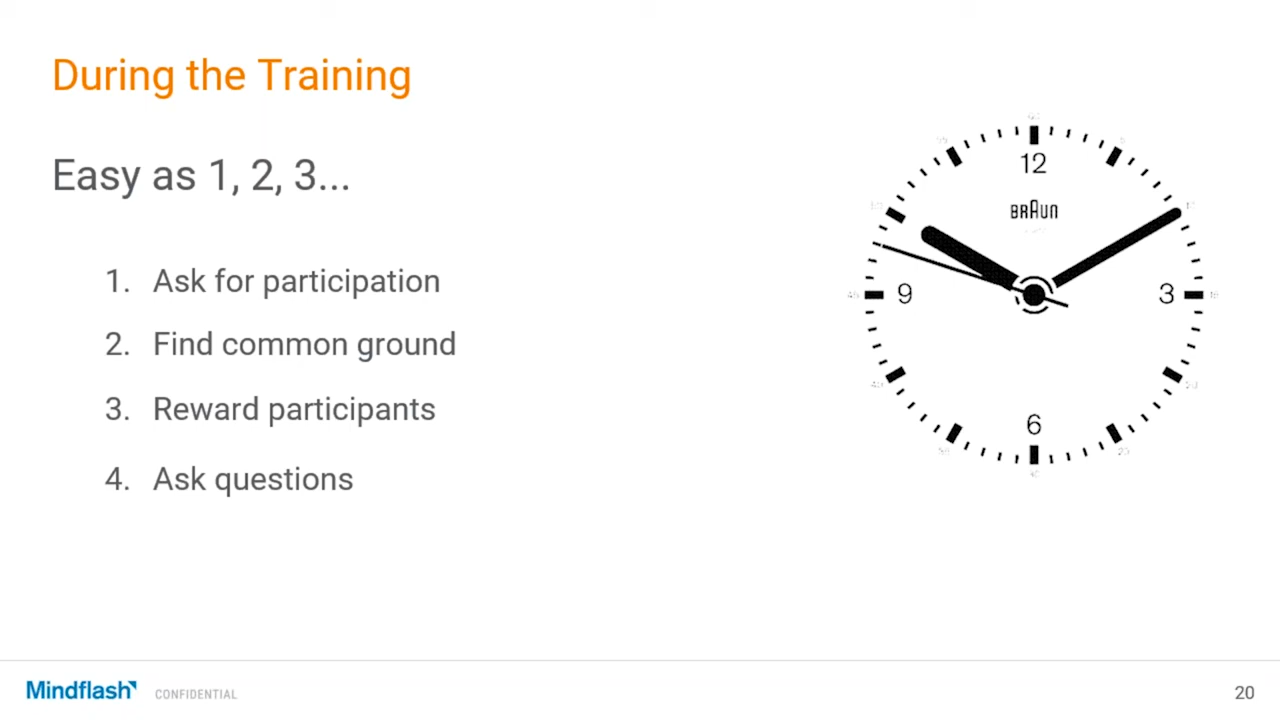 During the Training
Easy as 1, 2, 3...
1. Ask for participation
2. Find common ground
3. Reward participants
4. Ask questions
12
BRAUN
9
3
6
Mindflash
CONFIDENTIAL
20